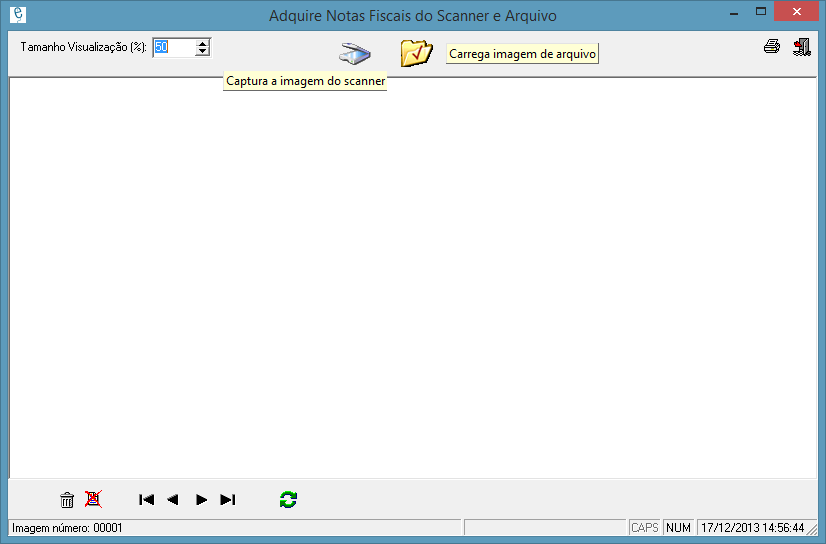 Adquire Notas Fiscais do Scanner e Arquivo
Tamanho Visualização (%): 50
Carrega imagem de arquivo
Captura a imagem do scanner
Imagem número: 00001
CAPS
NUM
17/12/2013 14:56:44